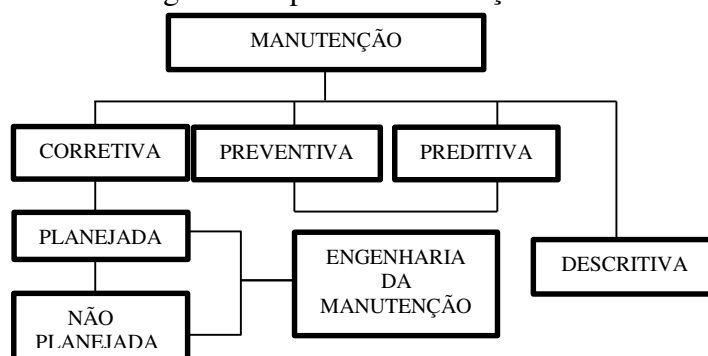 MANUTENÇÃO
CORRETIVA
PREVENTIVA
PREDITIVA
PLANEJADA
ENGENHARIA
DA
MANUTENÇÃO
DESCRITIVA
NÃO
PLANEJADA